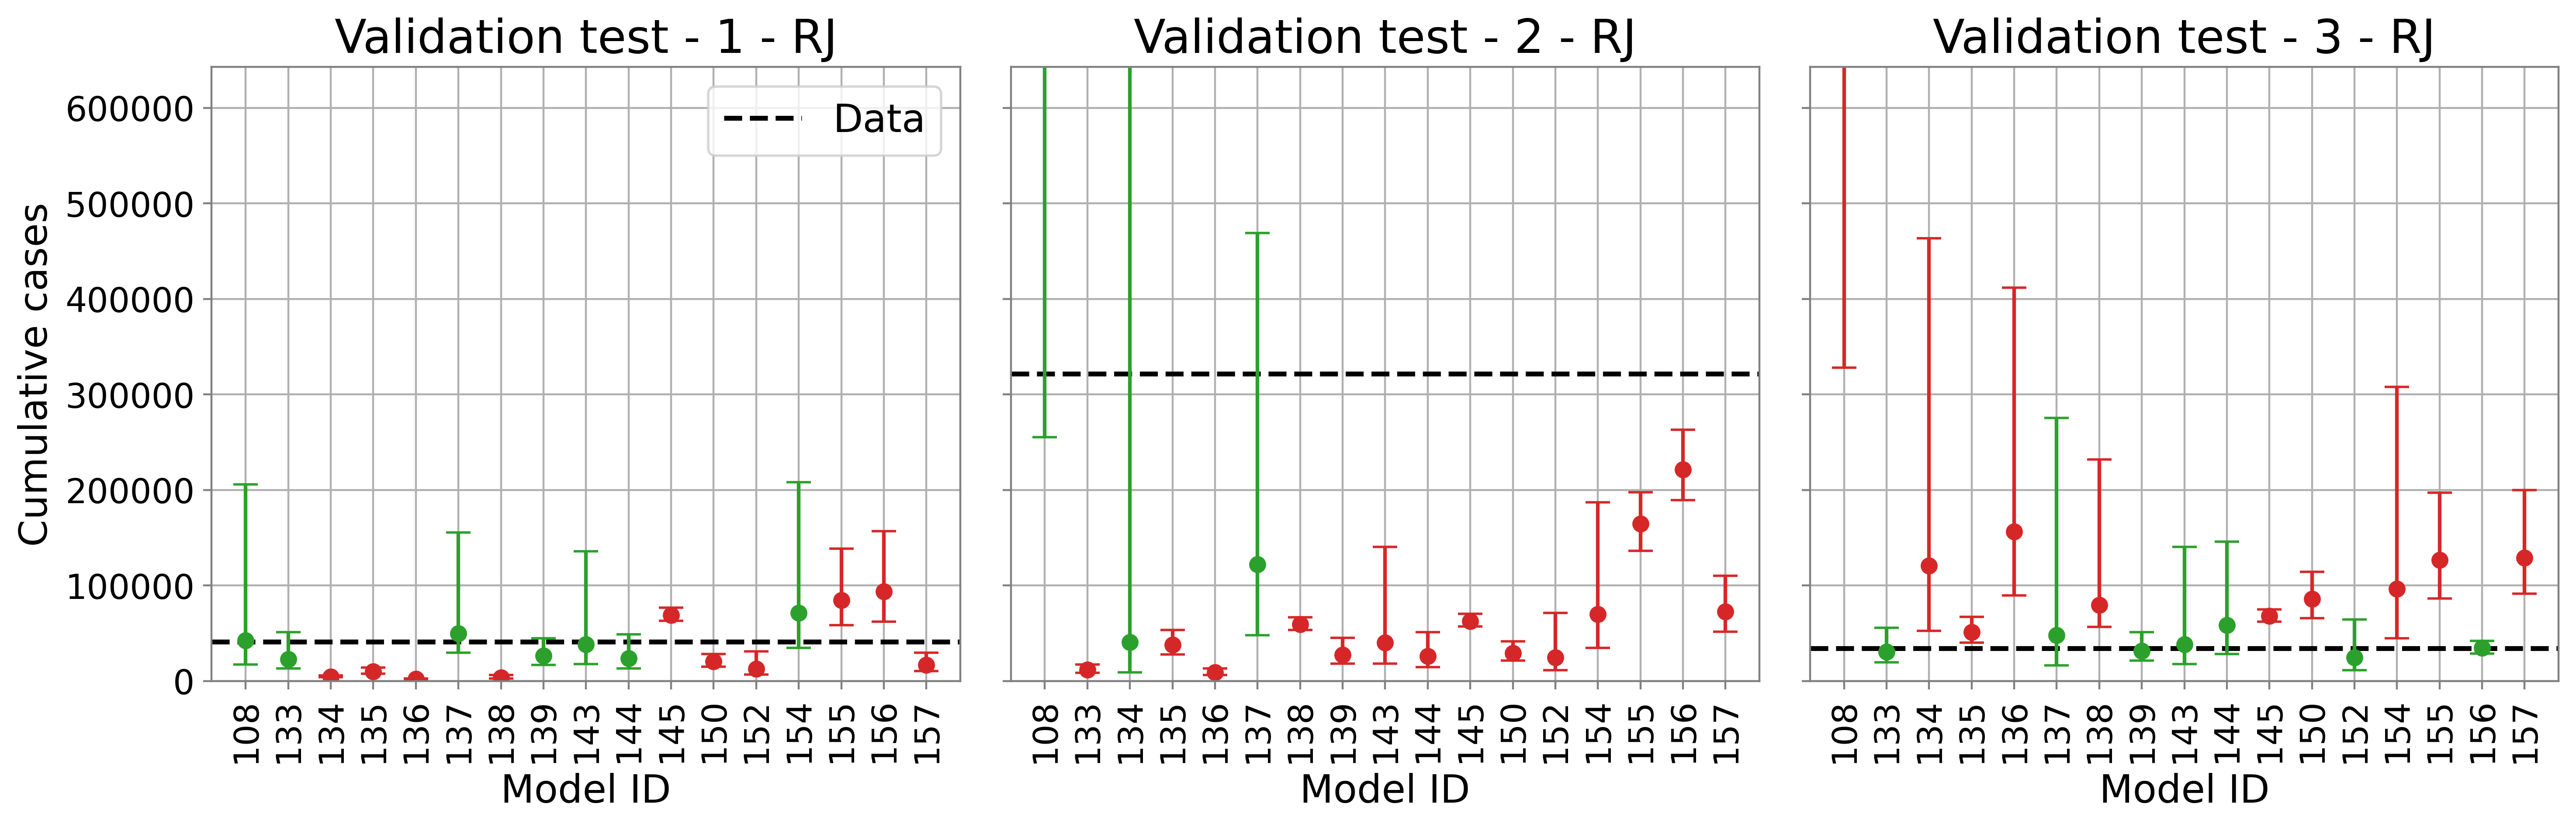 Validation test - 1 - RJ
Validation test - 2 - RJ
Validation test - 3 - RJ
Cumulative cases
600000
500000
400000
300000
200000
100000
0
Data
108 133 134 135 136 137 138 139 143 144 145 150 152 154 155 156 157
108 133 134 135 136 137 138 139 143 144 145 150 152 154 155 156 157
108 133 134 135 136 137 138 139 143 144 145 150 152 154 155 156 157
Model ID
Model ID
Model ID